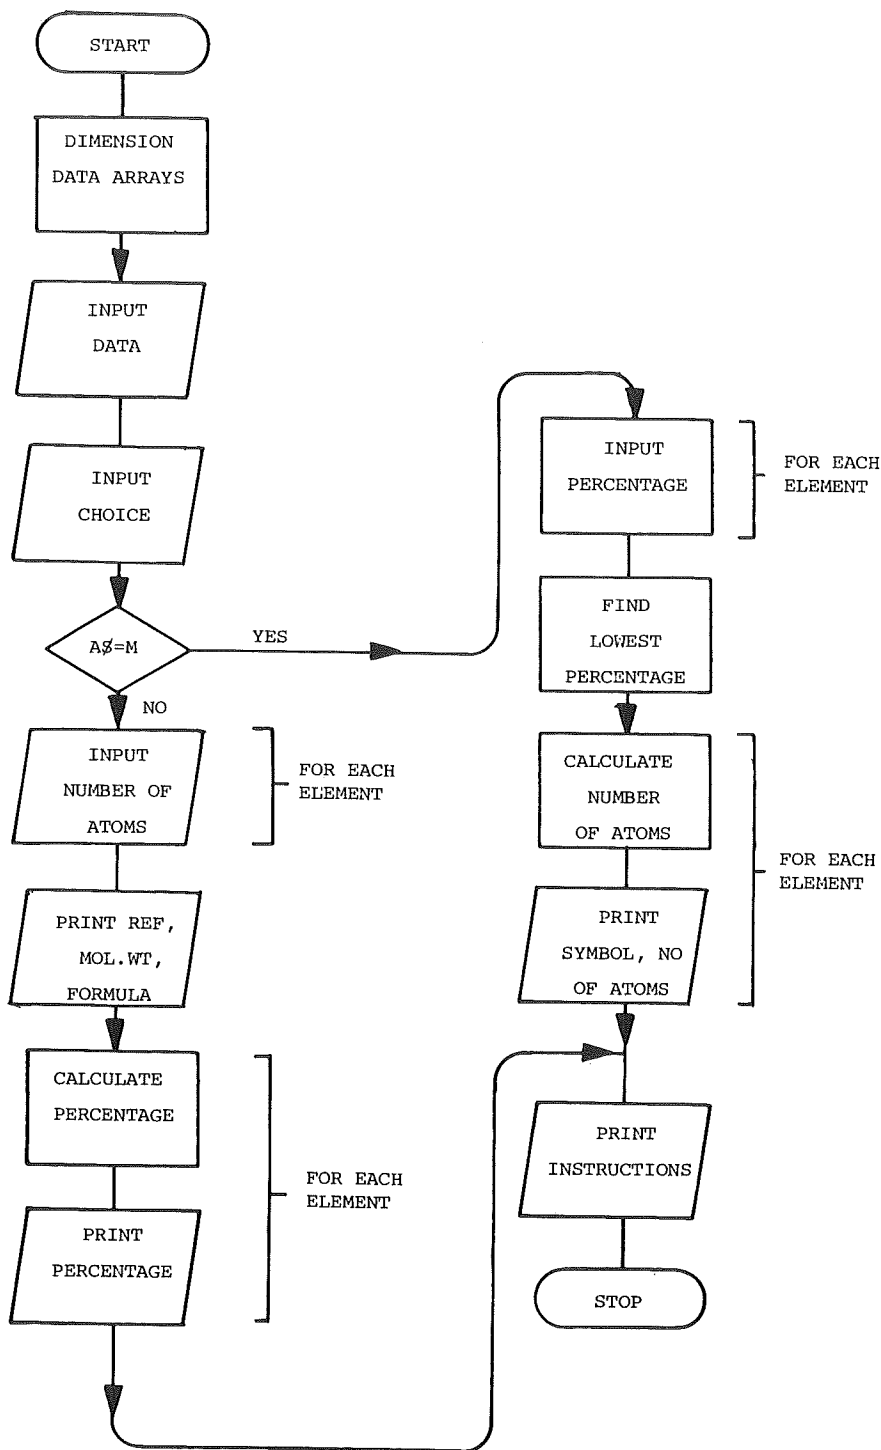 START
DIMENSION
DATA ARRAYS
INPUT
DATA
INPUT
CHOICE
A$=M
YES
NO
INPUT
NUMBER OF
ATOMS
FOR EACH
ELEMENT
PRINT REF,
MOL.WT,
FORMULA
CALCULATE
PERCENTAGE
PRINT
PERCENTAGE
FOR EACH
ELEMENT
INPUT
PERCENTAGE
FOR EACH
ELEMENT
FIND
LOWEST
PERCENTAGE
CALCULATE
NUMBER
OF ATOMS
PRINT
SYMBOL, NO
OF ATOMS
FOR EACH
ELEMENT
PRINT
INSTRUCTIONS
STOP